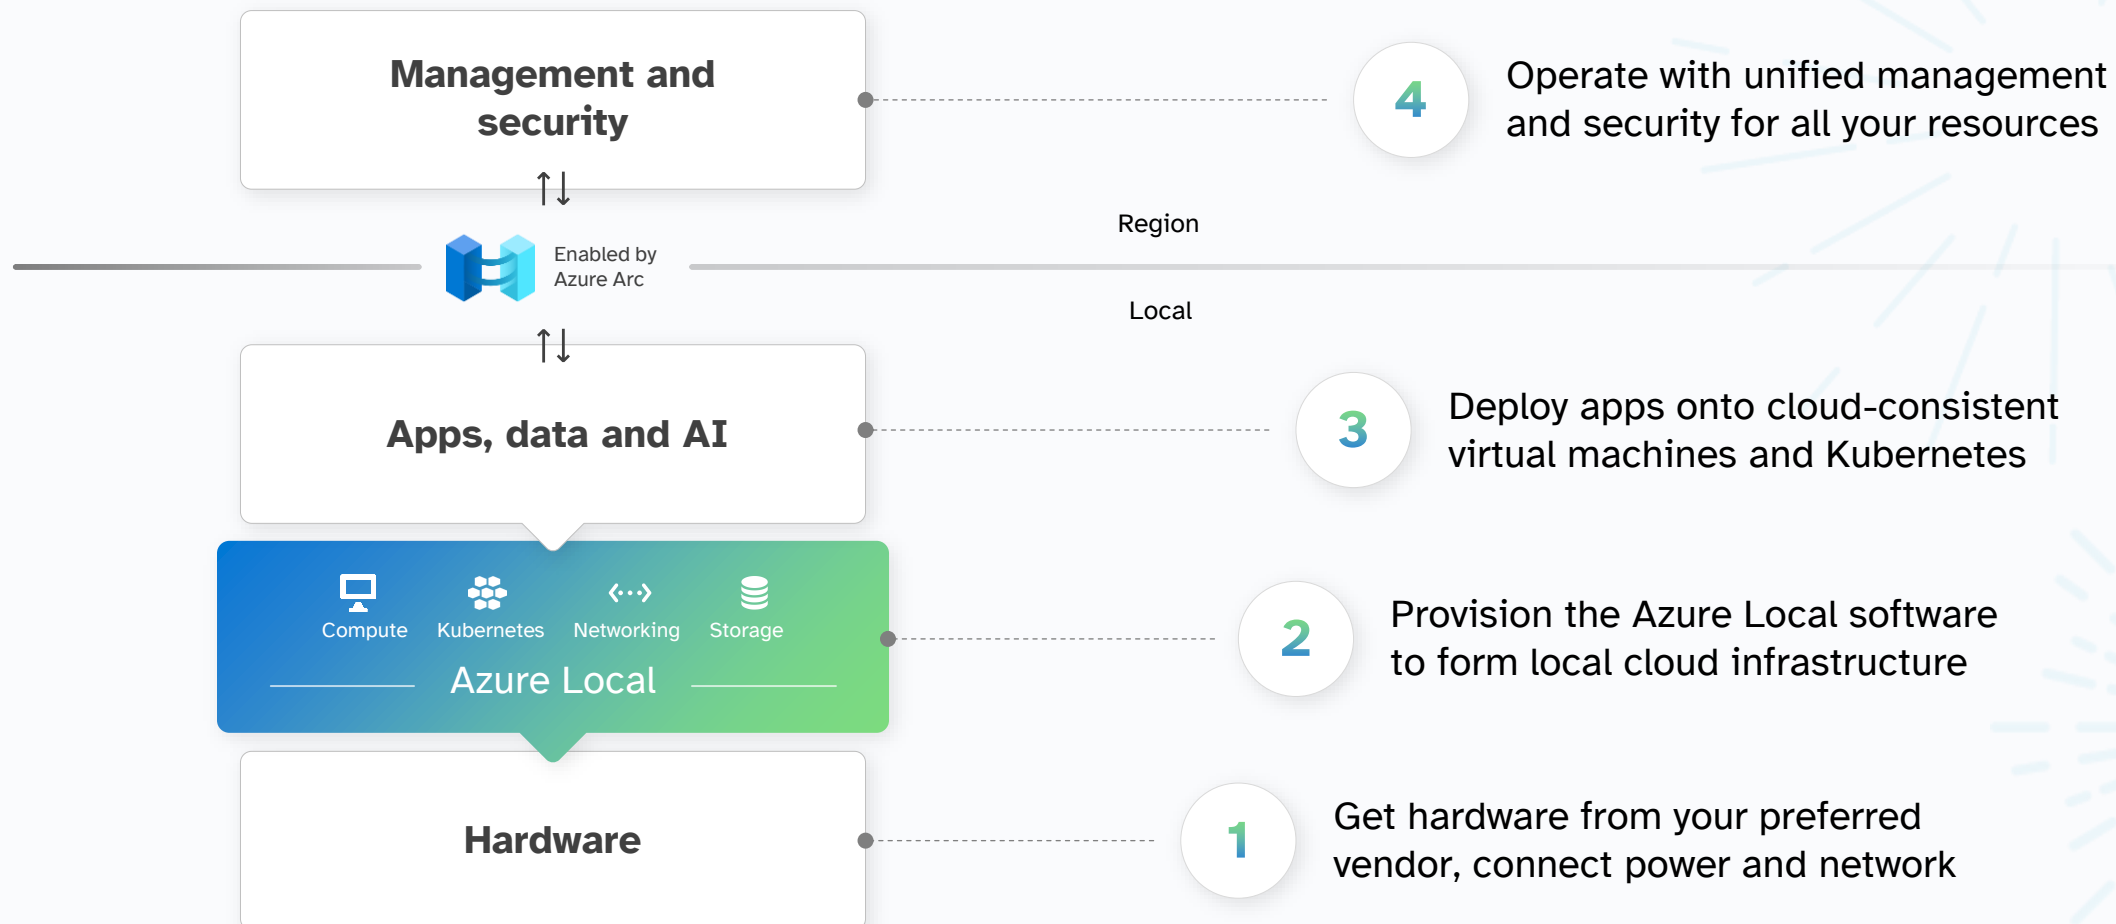 Management and
security
4
Operate with unified management
and security for all your resources
Region
Enabled by
Azure Arc
Local
Apps, data and AI
3
Deploy apps onto cloud-consistent
virtual machines and Kubernetes
Compute
Kubernetes
Networking
Storage
Azure Local
2
Provision the Azure Local software
to form local cloud infrastructure
Hardware
1
Get hardware from your preferred
vendor, connect power and network